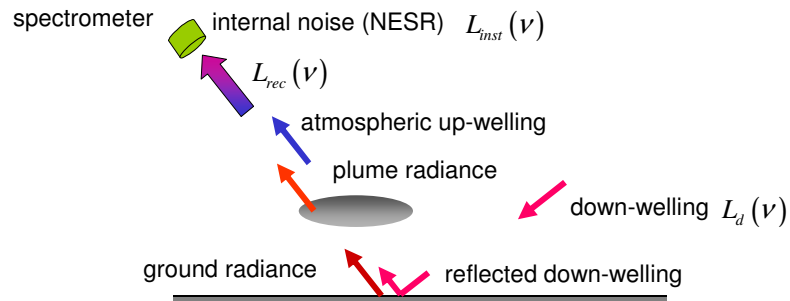 spectrometer internal noise (NESR) L_inst(ν)
L_rec(ν)
atmospheric up-welling
plume radiance
down-welling L_d(ν)
ground radiance reflected down-welling